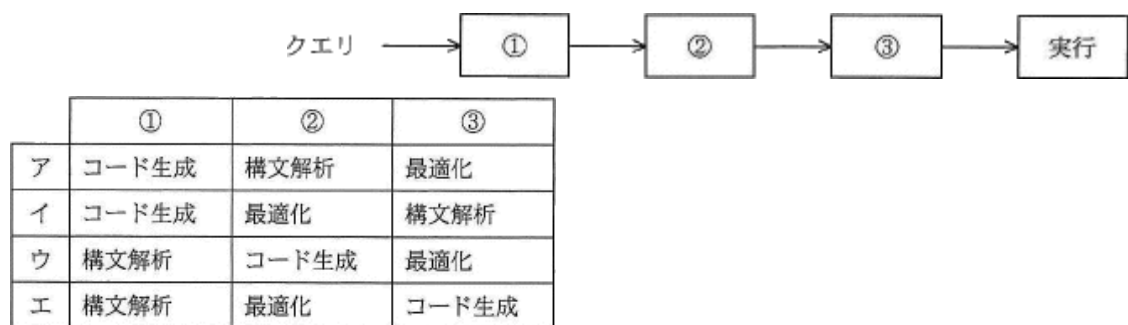 クエリ ① ② ③ 実行
① ② ③
ア コード生成 構文解析 最適化
イ コード生成 最適化 構文解析
ウ 構文解析 コード生成 最適化
エ 構文解析 最適化 コード生成